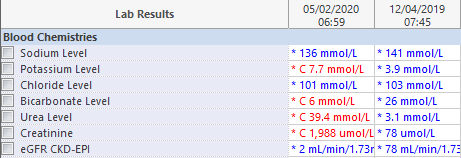 Lab Results 05/02/2020 06:59 12/04/2019 07:45
Blood Chemistries
Sodium Level * 136 mmol/L * 141 mmol/L
Potassium Level * C 7.7 mmol/L * 3.9 mmol/L
Chloride Level * 101 mmol/L * 103 mmol/L
Bicarbonate Level * C 6 mmol/L * 26 mmol/L
Urea Level * C 39.4 mmol/L * 3.1 mmol/L
Creatinine * C 1,988 umol/L * 78 umol/L
eGFR CKD-EPI * 2 mL/min/1.73m * 78 mL/min/1.73